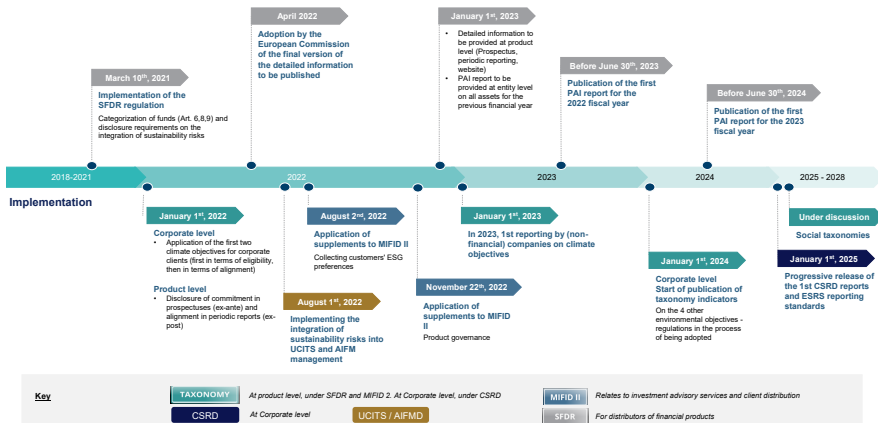 April 2022
Adoption by the
European Commission
of the final version of
the detailed information
to be published
January 1st, 2023
• Detailed information to
be provided at product
level (Prospectus,
periodic reporting,
website)
• PAI report to be
provided at entity level
on all assets for the
previous financial year
March 10th, 2021
Implementation of the
SFDR regulation
Categorization of funds (Art. 6,8,9) and
disclosure requirements on the
integration of sustainability risks
Before June 30th, 2023
Publication of the first
PAI report for the
2022 fiscal year
Before June 30th, 2024
Publication of the first
PAI report for the 2023
fiscal year
2018-2021
2022
2023
2024
2025 - 2028
Implementation
January 1st, 2022
Corporate level
• Application of the first two
climate objectives for corporate
clients (first in terms of eligibility,
then in terms of alignment)
Product level
• Disclosure of commitment in
prospectuses (ex-ante) and
alignment in periodic reports (ex-
post)
August 2nd, 2022
Application of
supplements to MIFID II
Collecting customers' ESG
preferences
August 1st, 2022
Implementing the
integration of
sustainability risks into
UCITS and AIFM
management
January 1st, 2023
In 2023, 1st reporting by (non-
financial) companies on climate
objectives
November 22th, 2022
Application of
supplements to MIFID
II
Product governance
January 1st, 2024
Corporate level
Start of publication of
taxonomy indicators
On the 4 other
environmental objectives -
regulations in the process
of being adopted
Under discussion
Social taxonomies
January 1st, 2025
Progressive release of
the 1st CSRD reports
and ESRS reporting
standards
Key
TAXONOMY
At product level, under SFDR and MIFID 2. At Corporate level, under CSRD
MIFID II
Relates to investment advisory services and client distribution
CSRD
At Corporate level
UCITS / AIFMD
SFDR
For distributors of financial products